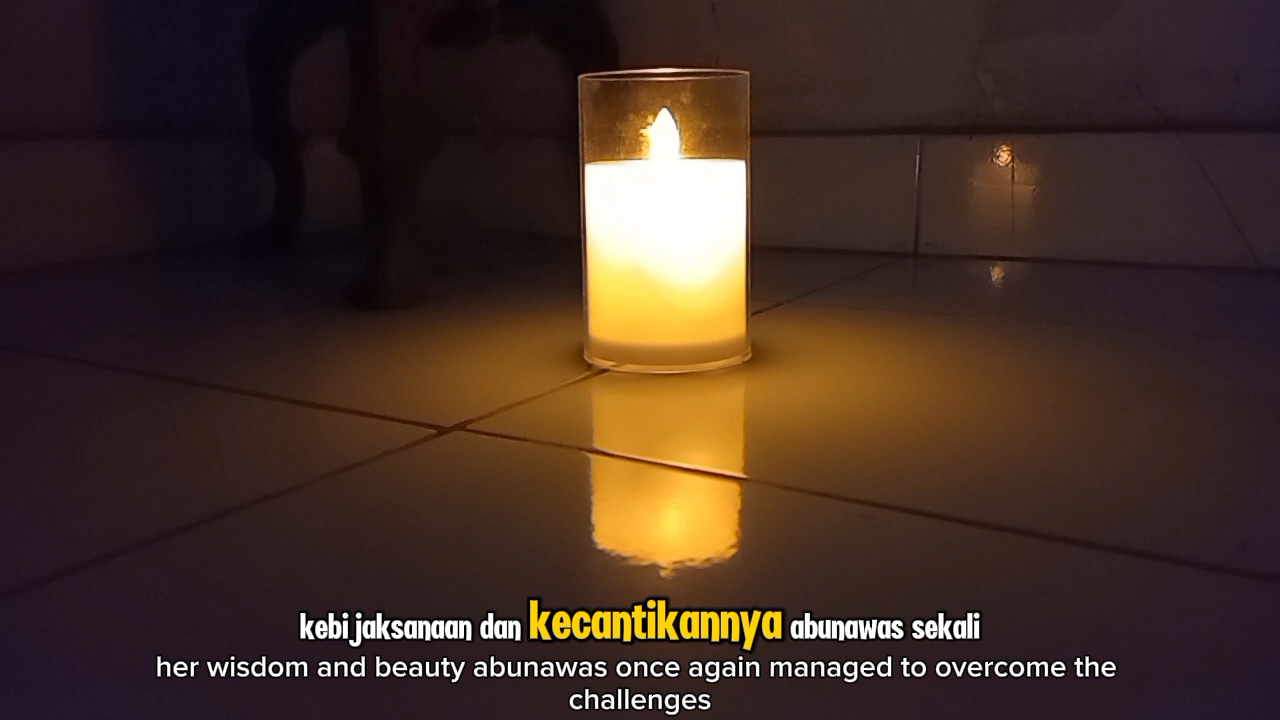 kebijaksanaan dan kecantikannya abunawas sekali
her wisdom and beauty abunawas once again managed to overcome the
challenges